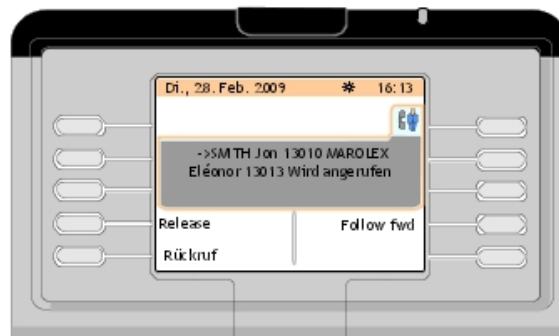 Di., 28. Feb. 2009 16:13
->SMITH Jon 13010 MAROLEX
Eléonor 13013 Wird angerufen
Release Follow fwd
Rückruf